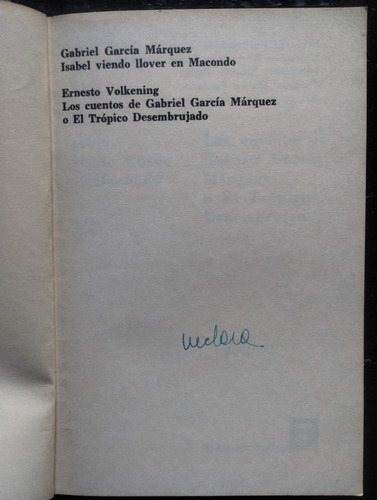 Gabriel García Márquez
Isabel viendo llover en Macondo
Ernesto Volkening
Los cuentos de Gabriel García Márquez
o El Trópico Desembrujado